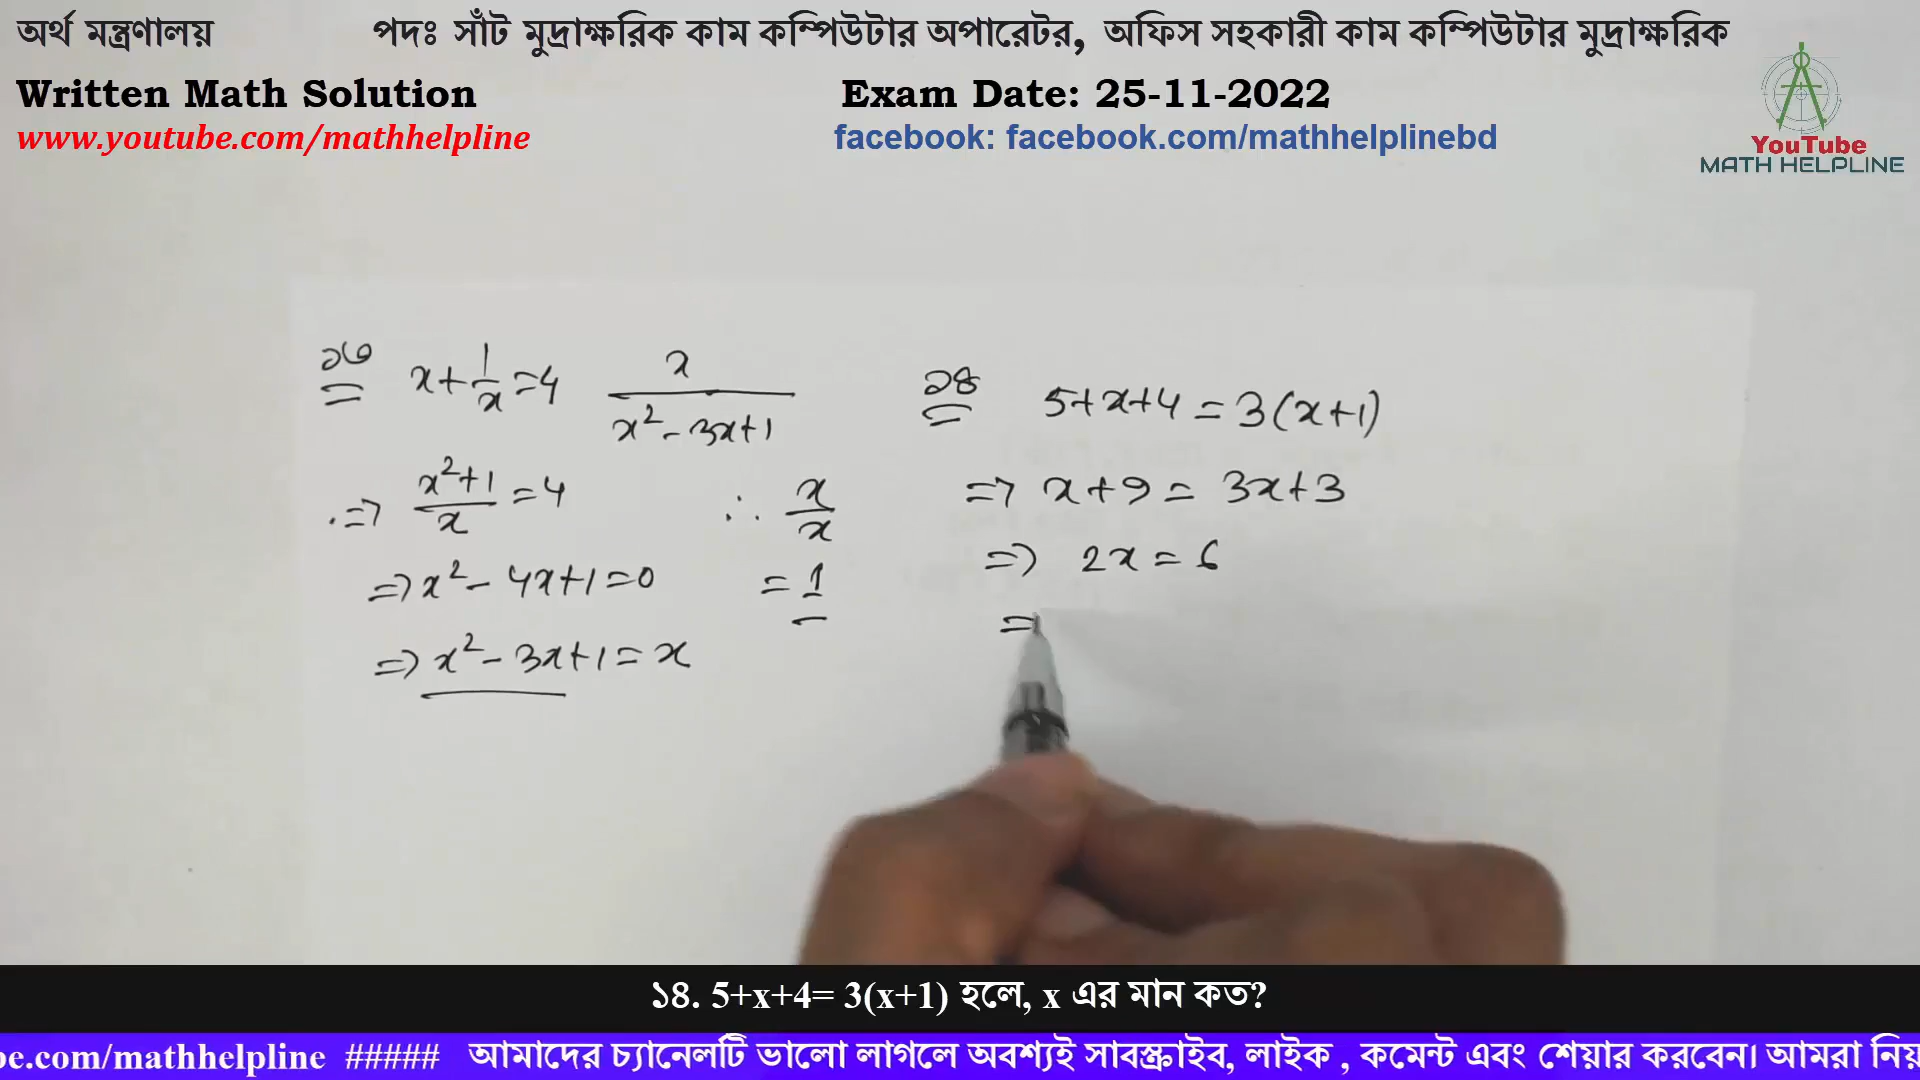 অর্থ মন্ত্রণালয় পদঃ সাঁট মুদ্রাক্ষরিক কাম কম্পিউটার অপারেটর, অফিস সহকারী কাম কম্পিউটার মুদ্রাক্ষরিক
Written Math Solution Exam Date: 25-11-2022
www.youtube.com/mathhelpline facebook: facebook.com/mathhelplinebd
YouTube
MATH HELPLINE
১৩ x + 1/x = 4 x/(x² - 3x + 1)
⇒ (x² + 1)/x = 4 ∴ x/x
⇒ x² - 4x + 1 = 0 = 1
⇒ x² - 3x + 1 = x
১৪ 5+x+4 = 3(x+1)
⇒ x + 9 = 3x + 3
⇒ 2x = 6
=
১৪. 5+x+4= 3(x+1) হলে, x এর মান কত?
be.com/mathhelpline ##### আমাদের চ্যানেলটি ভালো লাগলে অবশ্যই সাবস্ক্রাইব, লাইক , কমেন্ট এবং শেয়ার করবেন। আমরা নিয়